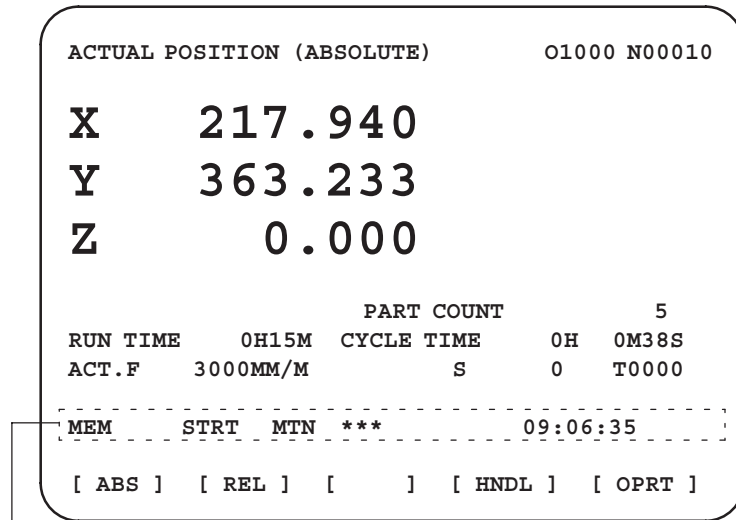 ACTUAL POSITION (ABSOLUTE) O1000 N00010
X 217.940
Y 363.233
Z 0.000
PART COUNT 5
RUN TIME 0H15M CYCLE TIME 0H 0M38S
ACT.F 3000MM/M S 0 T0000
MEM STRT MTN *** 09:06:35
[ ABS ] [ REL ] [ ] [ HNDL ] [ OPRT ]